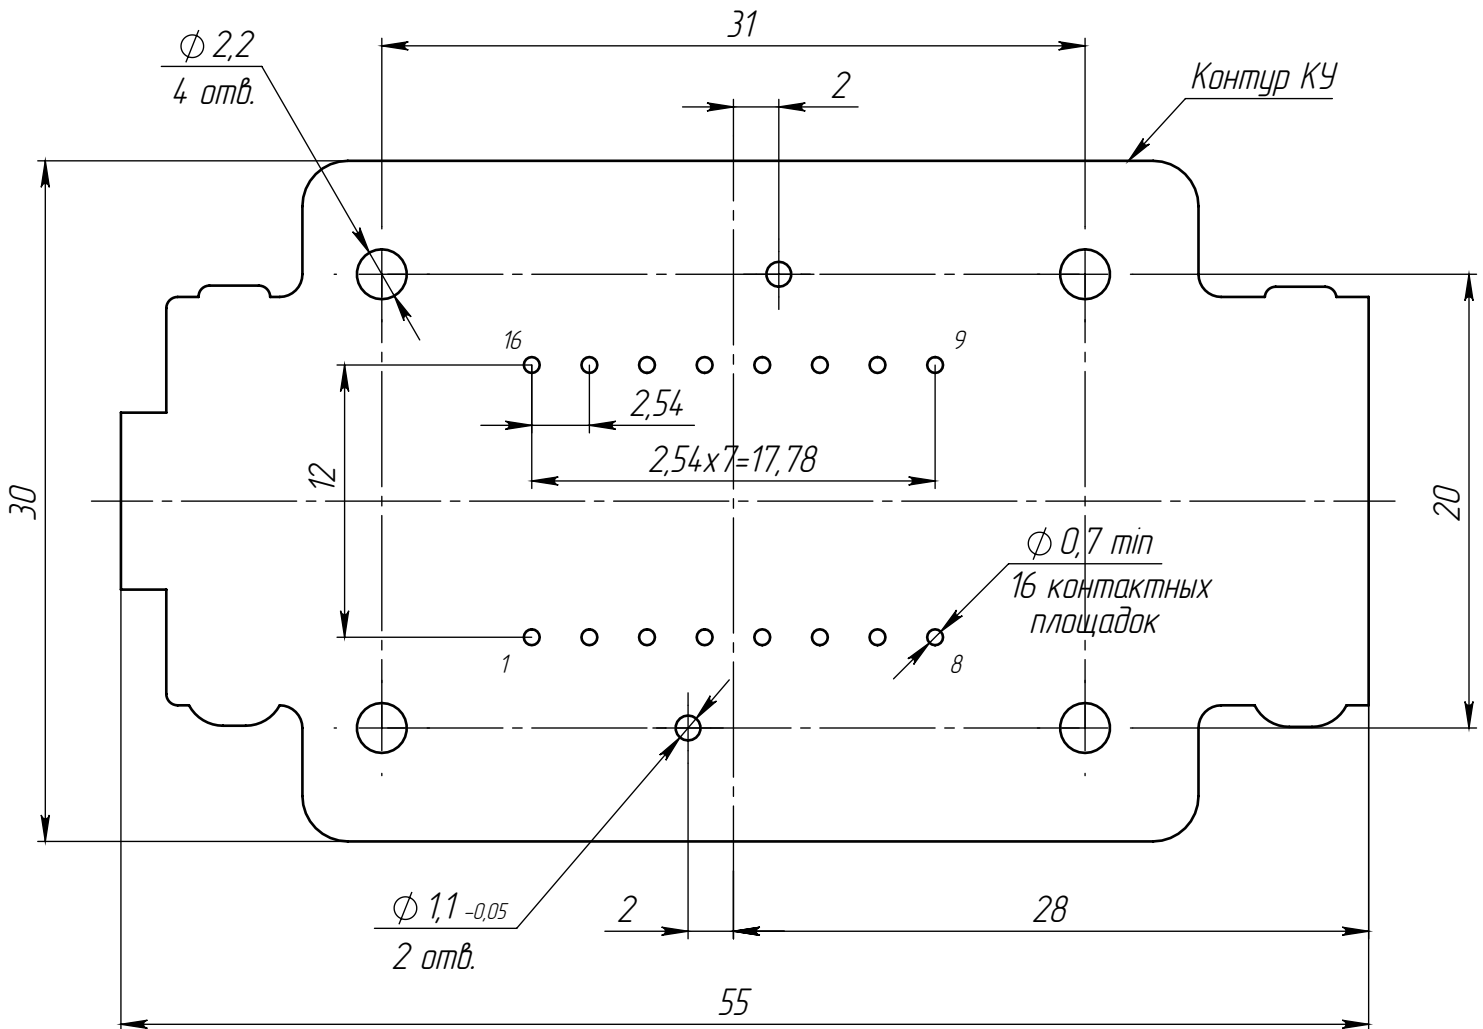 31
⌀ 2,2
4 отв.
2
Контур КУ
16
9
2,54
2,54x7=17,78
12
30
20
⌀ 0,7 min
16 контактных
площадок
1
8
⌀ 1,1 -0,05
2 отв.
2
28
55